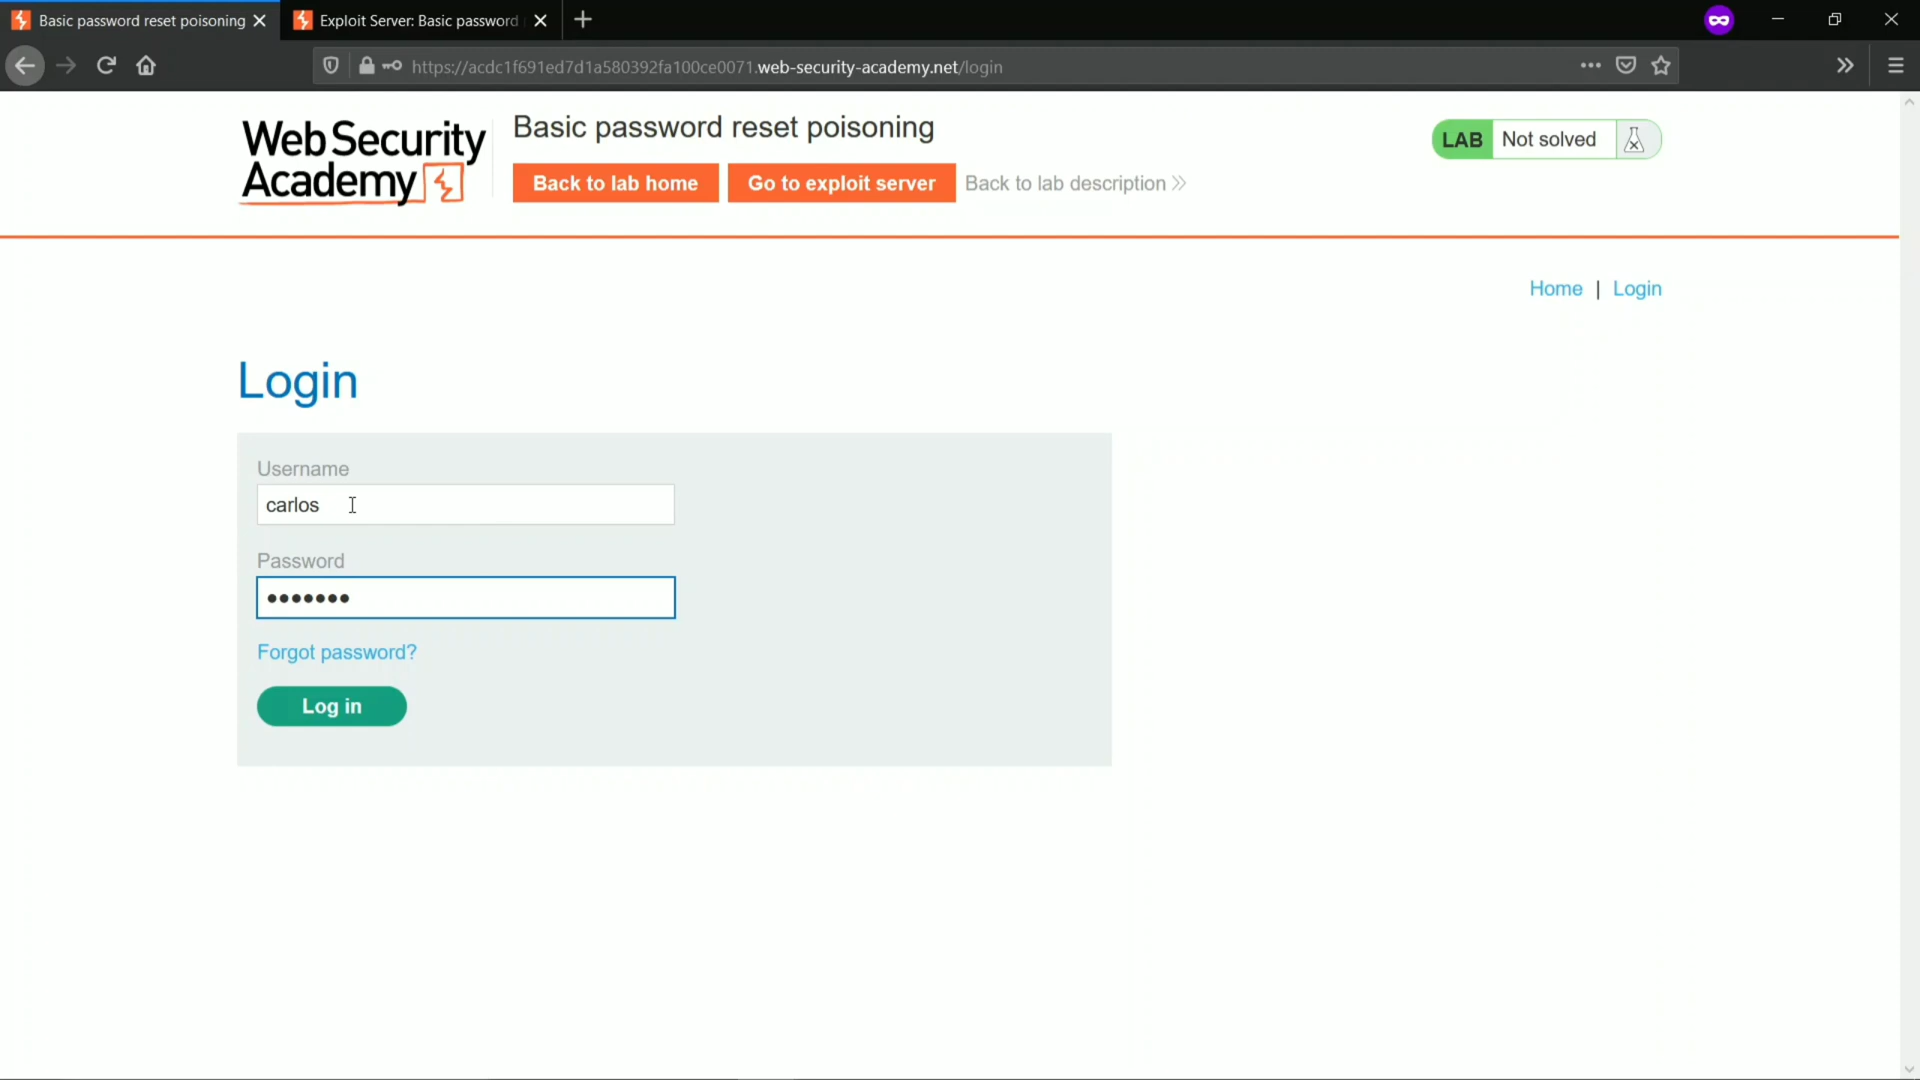 Basic password reset poisoning
Exploit Server: Basic password
https://acdc1f691ed7d1a580392fa100ce0071.web-security-academy.net/login
Web Security
Academy
Basic password reset poisoning
Back to lab home
Go to exploit server
Back to lab description
LAB
Not solved
Home | Login
Login
Username
carlos
Password
Forgot password?
Log in